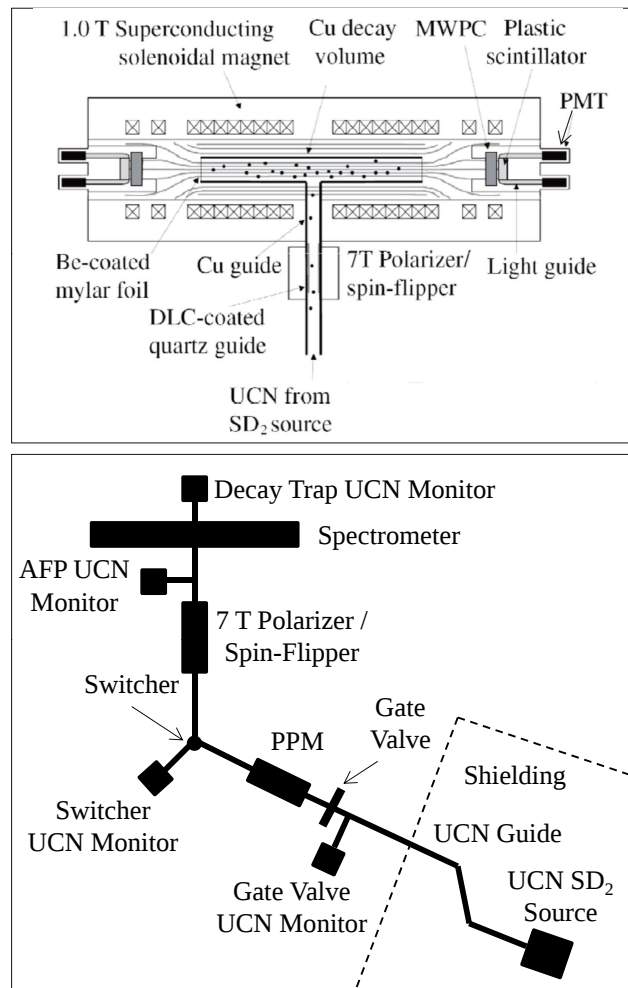 1.0 T Superconducting
solenoidal magnet
Cu decay
volume
MWPC
Plastic
scintillator
PMT
Be-coated
mylar foil
Cu guide
7T Polarizer/
spin-flipper
Light guide
DLC-coated
quartz guide
UCN from
SD₂ source
Decay Trap UCN Monitor
Spectrometer
AFP UCN
Monitor
7 T Polarizer /
Spin-Flipper
Switcher
PPM
Gate
Valve
Shielding
Switcher
UCN Monitor
UCN Guide
Gate Valve
UCN Monitor
UCN SD₂
Source